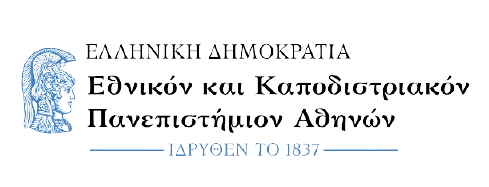 ΕΛΛΗΝΙΚΗ ΔΗΜΟΚΡΑΤΙΑ
Εθνικόν και Καποδιστριακόν
Πανεπιστήμιον Αθηνών
ΙΔΡΥΘΕΝ ΤΟ 1837